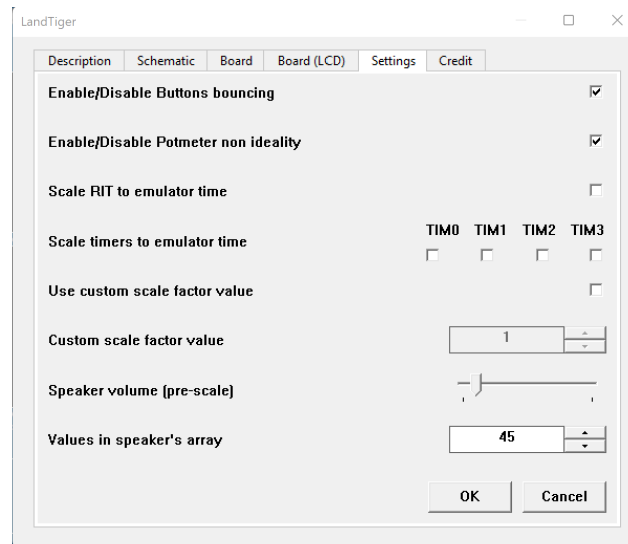 LandTiger
Description Schematic Board Board (LCD) Settings Credit
Enable/Disable Buttons bouncing
Enable/Disable Potmeter non ideality
Scale RIT to emulator time
TIM0 TIM1 TIM2 TIM3
Scale timers to emulator time
Use custom scale factor value
Custom scale factor value 1
Speaker volume (pre-scale)
Values in speaker's array 45
OK Cancel